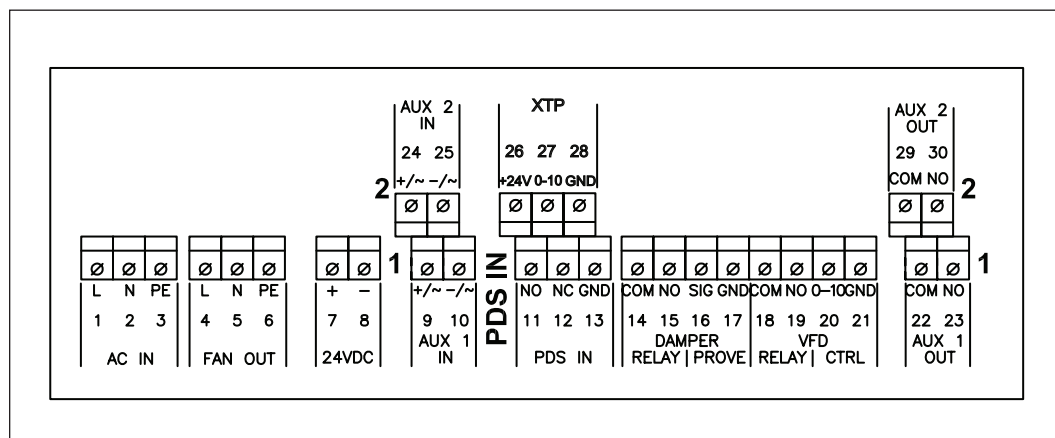 AUX 2 XTP AUX 2
IN OUT
24 25 26 27 28 29 30
+/~ −/~ +24V 0-10 GND COM NO
2 2
1 PDS IN 1
L N PE L N PE + − +/~ −/~ NO NC GND COM NO SIG GND COM NO 0−10 GND COM NO
1 2 3 4 5 6 7 8 9 10 11 12 13 14 15 16 17 18 19 20 21 22 23
AUX 1 DAMPER VFD AUX 1
AC IN FAN OUT 24VDC IN PDS IN RELAY | PROVE RELAY | CTRL OUT